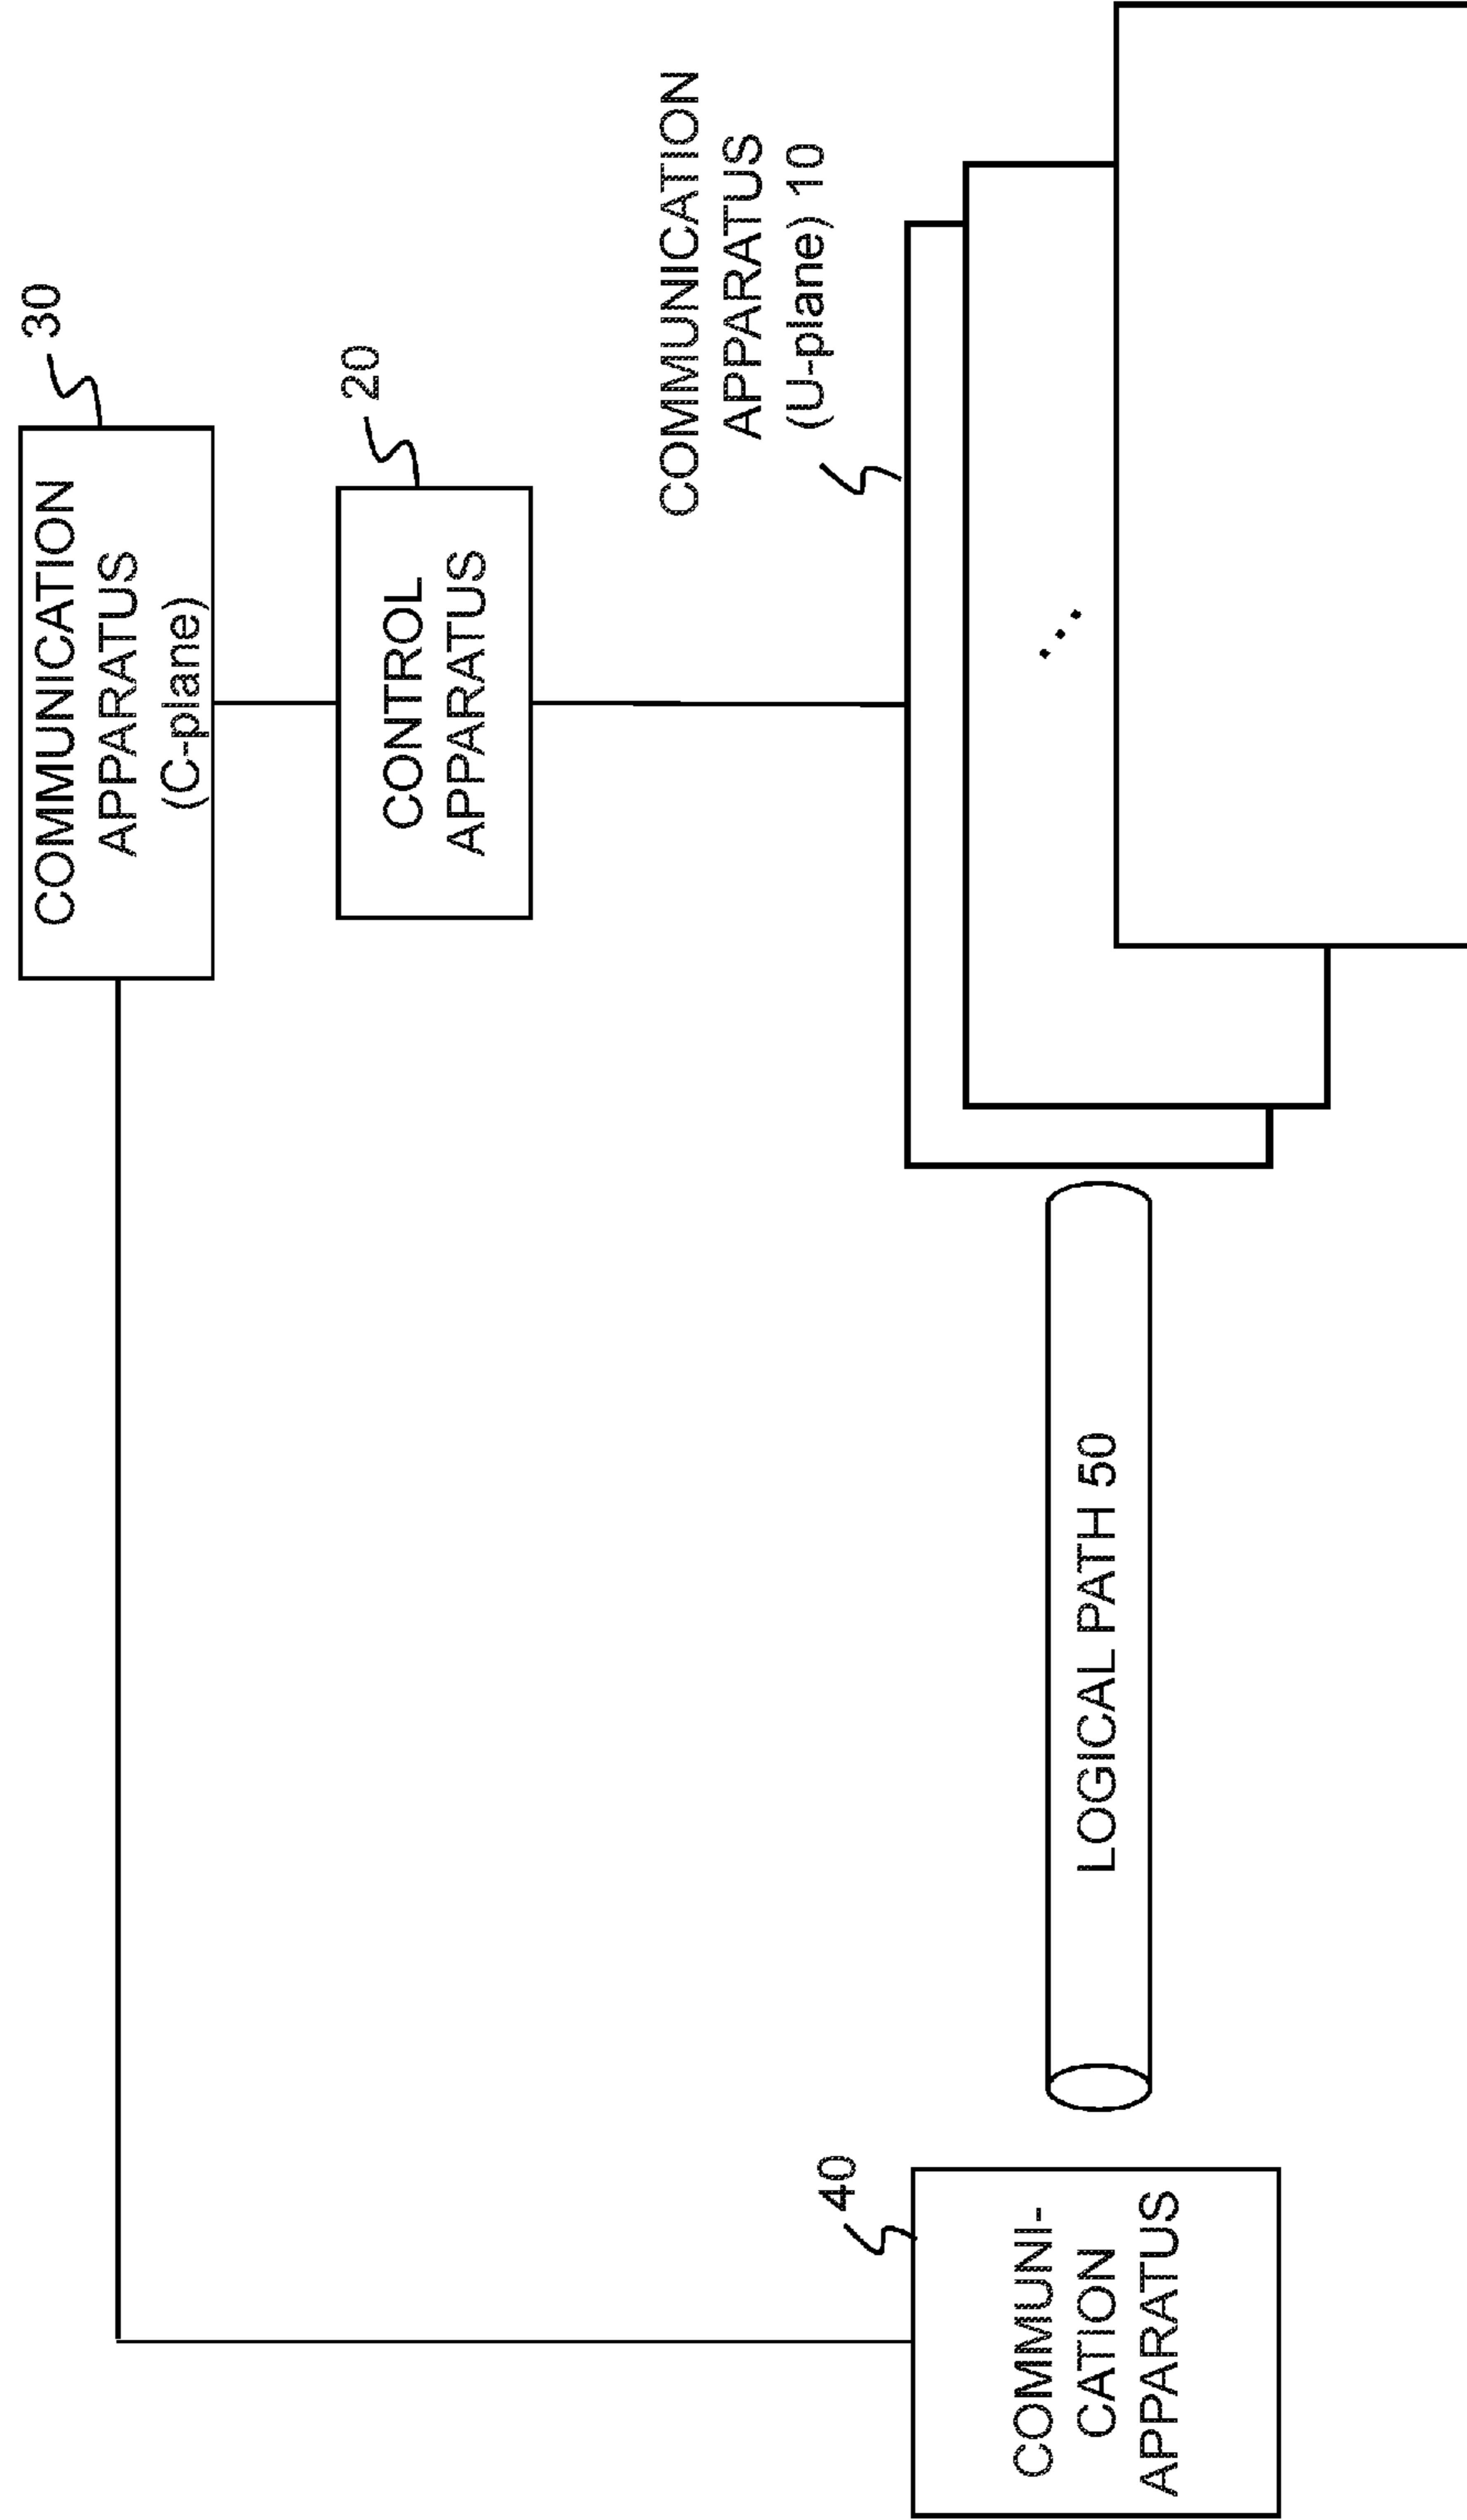 30
COMMUNICATION
APPARATUS
(C-plane)
20
CONTROL
APPARATUS
COMMUNICATION
APPARATUS
(U-plane) 10
40
COMMUNI-
CATION
APPARATUS
LOGICAL PATH 50